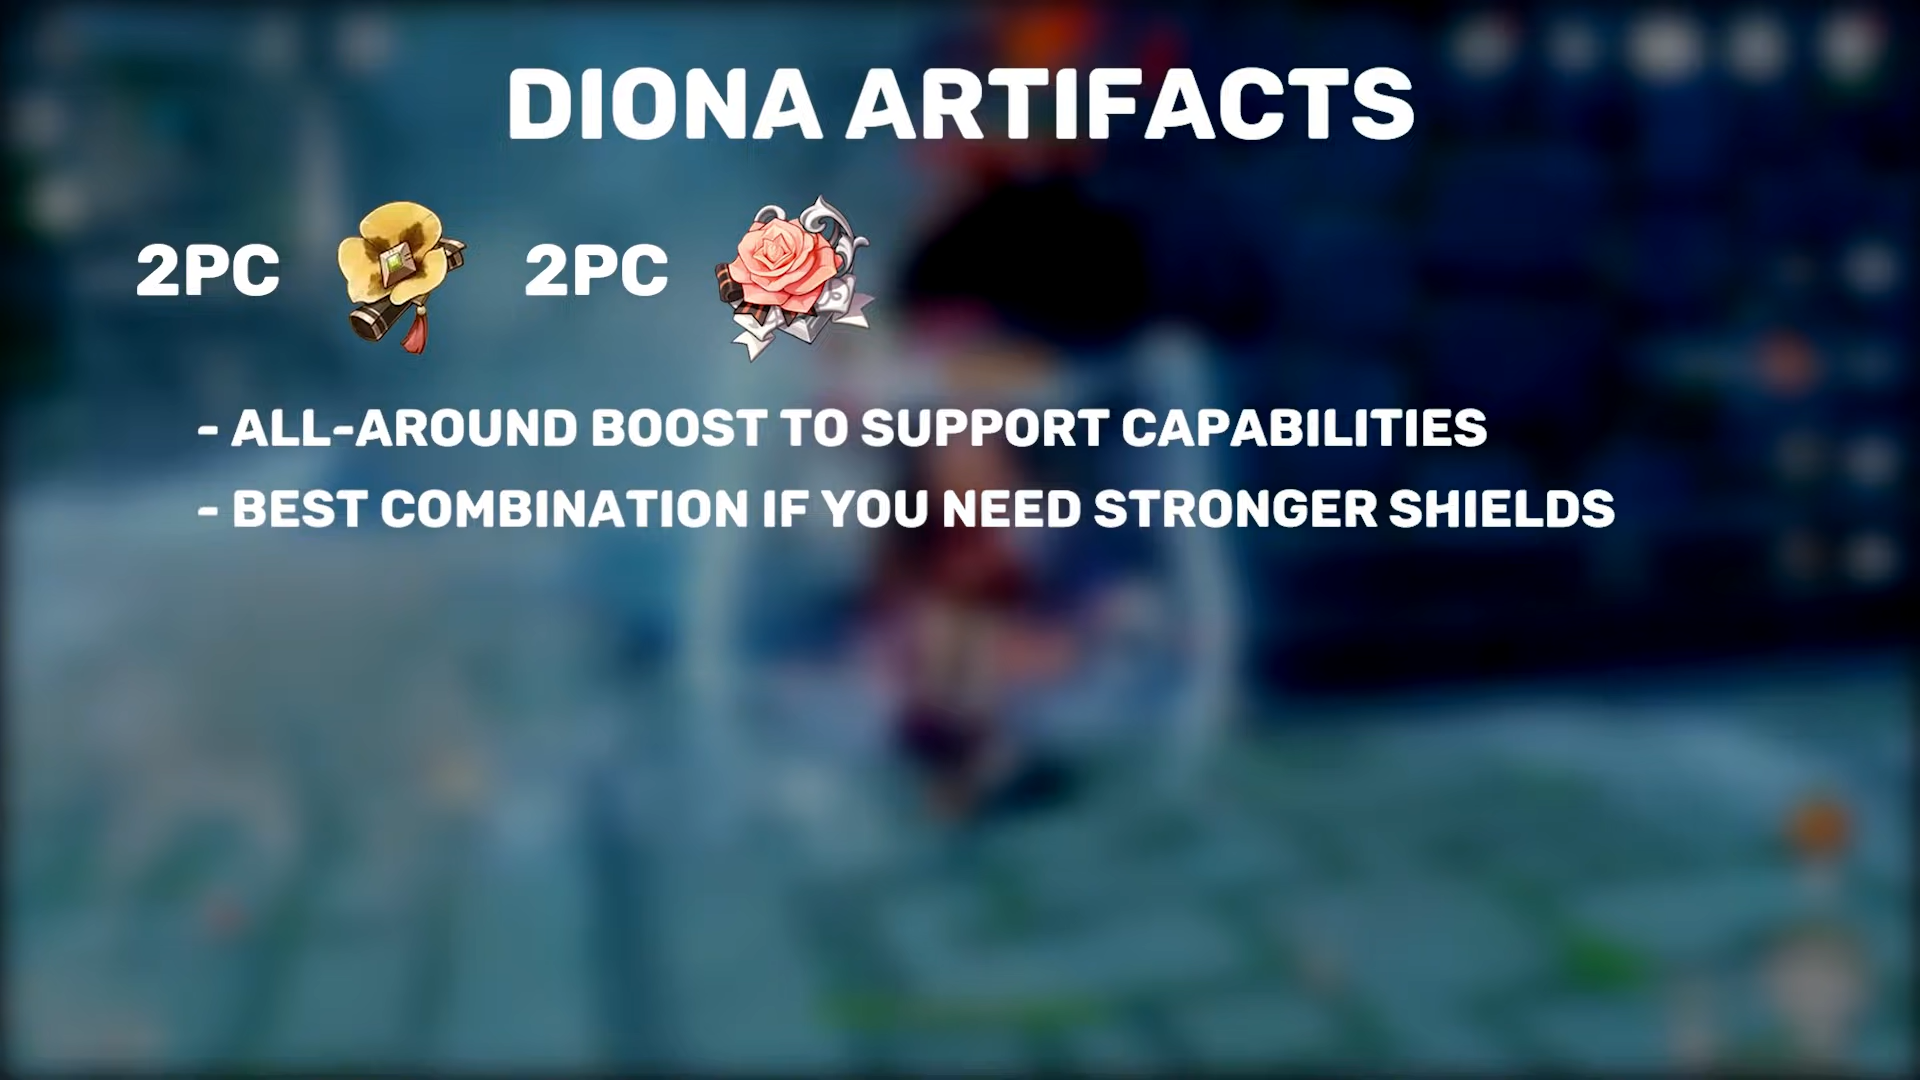 DIONA ARTIFACTS
2PC 2PC
- ALL-AROUND BOOST TO SUPPORT CAPABILITIES
- BEST COMBINATION IF YOU NEED STRONGER SHIELDS